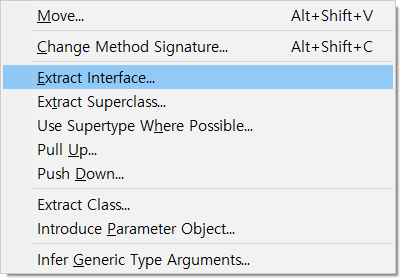 Move... Alt+Shift+V
Change Method Signature... Alt+Shift+C
Extract Interface...
Extract Superclass...
Use Supertype Where Possible...
Pull Up...
Push Down...
Extract Class...
Introduce Parameter Object...
Infer Generic Type Arguments...